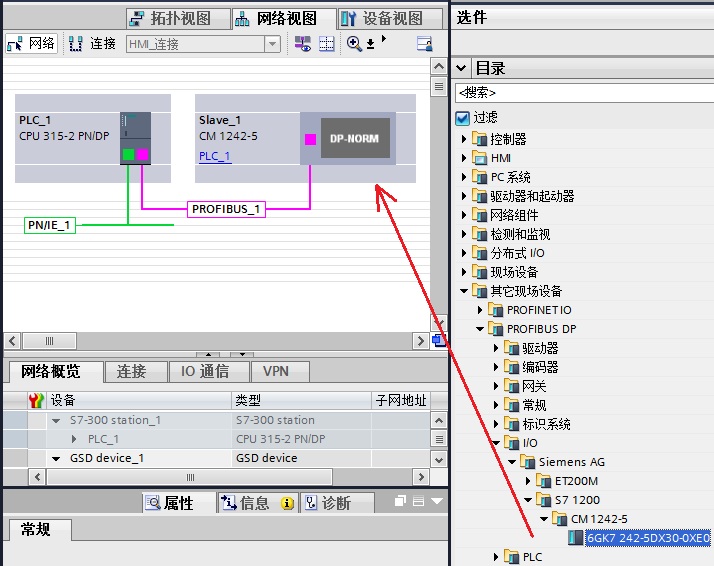 拓扑视图 网络视图 设备视图
网络 连接 HMI_连接
PLC_1
CPU 315-2 PN/DP
Slave_1
CM 1242-5
PLC_1
DP-NORM
PROFIBUS_1
PN/IE_1
网络概览 连接 IO 通信 VPN
设备 类型 子网地址
S7-300 station_1 S7-300 station
PLC_1 CPU 315-2 PN/DP
GSD device_1 GSD device
属性 信息 诊断
常规
选件
目录
<搜索>
过滤
控制器
HMI
PC 系统
驱动器和起动器
网络组件
检测和监视
分布式 I/O
现场设备
其它现场设备
PROFINET IO
PROFIBUS DP
驱动器
编码器
网关
常规
标识系统
I/O
Siemens AG
ET200M
S7 1200
CM 1242-5
6GK7 242-5DX30-0XE0
PLC